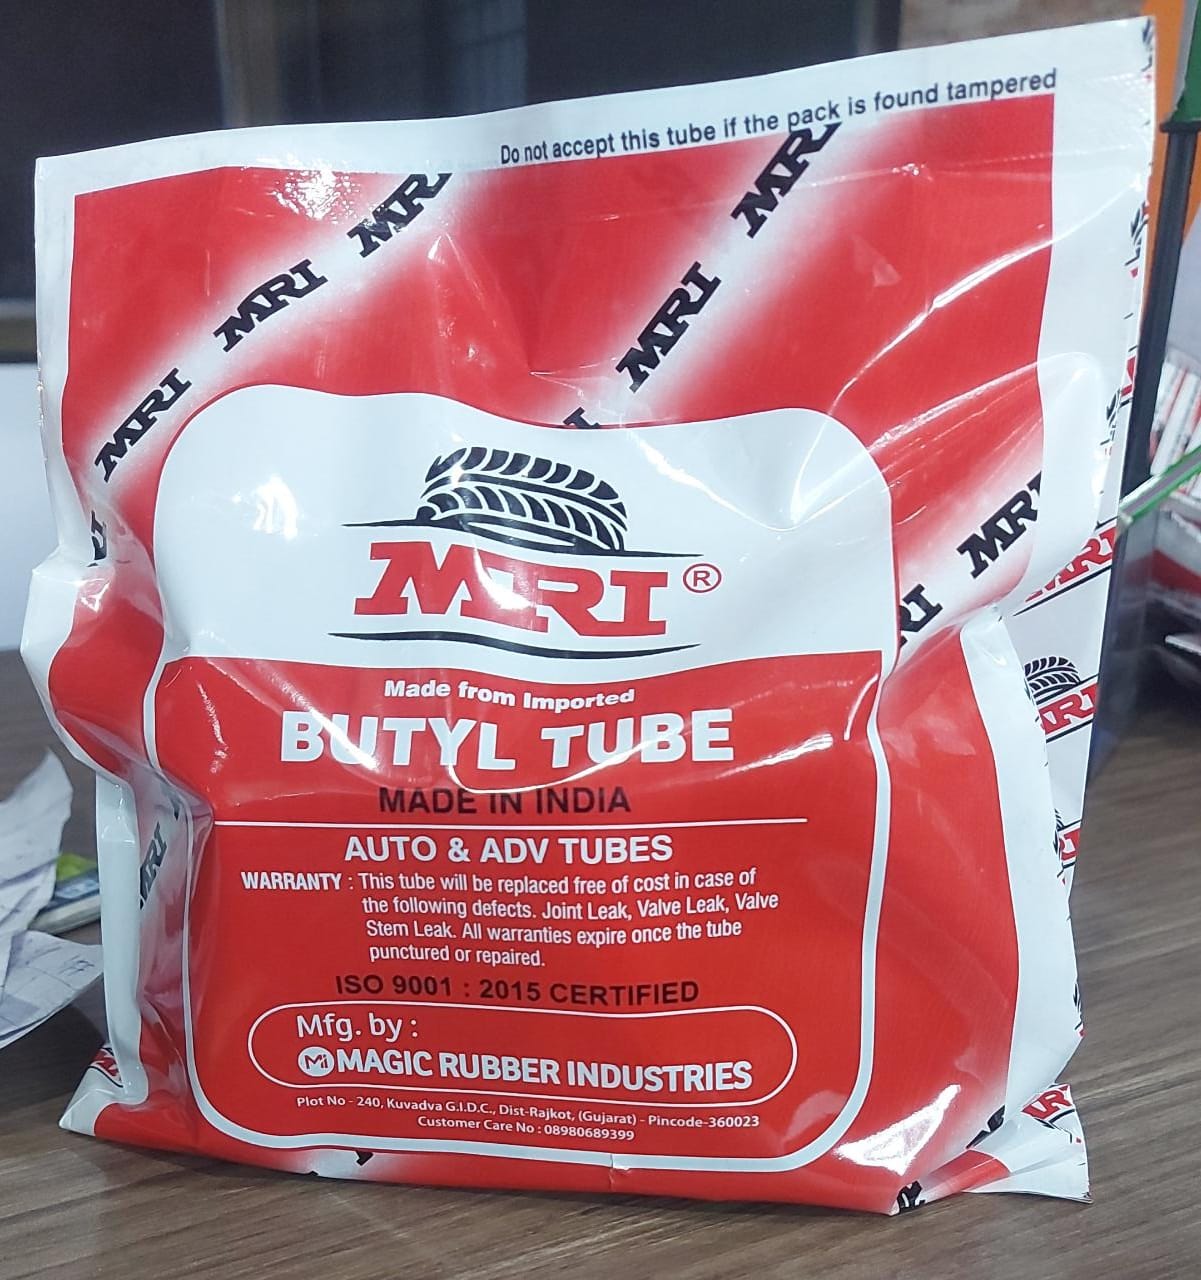 Do not accept this tube if the pack is found tampered
MRI
MRI
MRI
MRI
MRI
MRI
MRI®
Made from Imported
BUTYL TUBE
MADE IN INDIA
AUTO & ADV TUBES
WARRANTY : This tube will be replaced free of cost in case of
the following defects. Joint Leak, Valve Leak, Valve
Stem Leak. All warranties expire once the tube
punctured or repaired.
ISO 9001 : 2015 CERTIFIED
Mfg. by :
Mi MAGIC RUBBER INDUSTRIES
Plot No - 240, Kuvadva G.I.D.C., Dist-Rajkot, (Gujarat) - Pincode-360023
Customer Care No : 08980689399